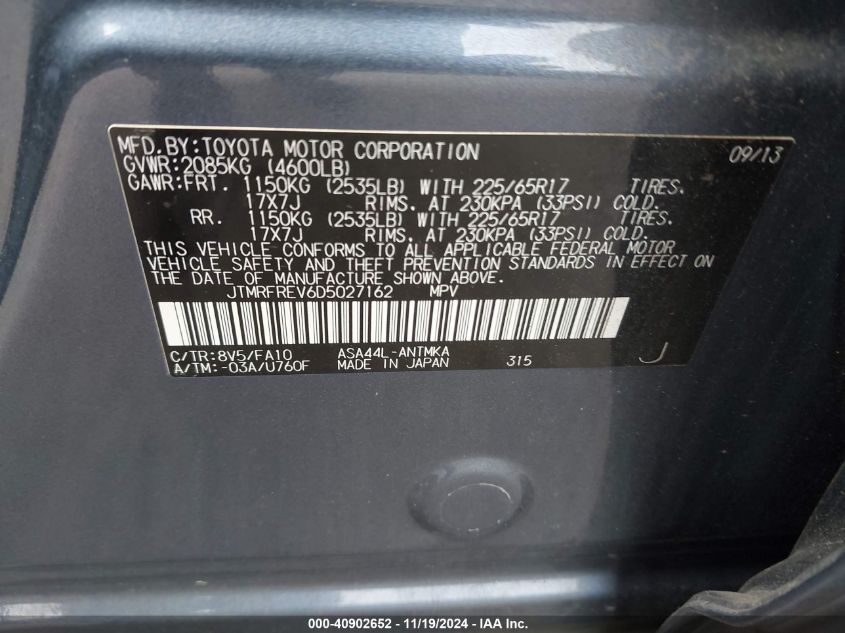 MFD.BY:TOYOTA MOTOR CORPORATION 09/13
GVWR:2085KG (4600LB)
GAWR:FRT. 1150KG (2535LB) WITH 225/65R17 TIRES.
17X7J RIMS. AT 230KPA (33PSI) COLD.
RR. 1150KG (2535LB) WITH 225/65R17 TIRES.
17X7J RIMS. AT 230KPA (33PSI) COLD.
THIS VEHICLE CONFORMS TO ALL APPLICABLE FEDERAL MOTOR
VEHICLE SAFETY AND THEFT PREVENTION STANDARDS IN EFFECT ON
THE DATE OF MANUFACTURE SHOWN ABOVE.
JTMRFREV6D5027162 MPV
C/TR:8V5/FA10 ASA44L-ANTMKA
A/TM:-03A/U760F MADE IN JAPAN 315 J
000-40902652 - 11/19/2024 - IAA Inc.